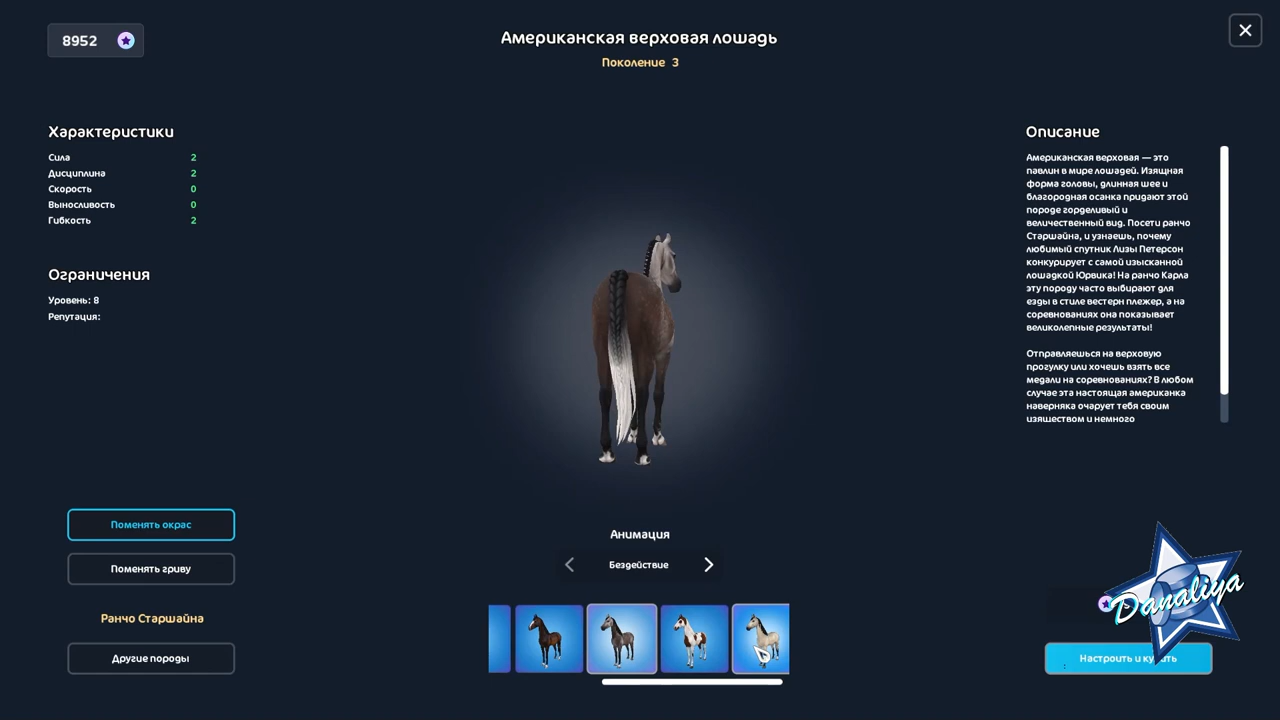 8952
Американская верховая лошадь
Поколение 3
Характеристики
Сила 2
Дисциплина 2
Скорость 0
Выносливость 0
Гибкость 2
Ограничения
Уровень: 8
Репутация:
Описание
Американская верховая — это
павлин в мире лошадей. Изящная
форма головы, длинная шея и
благородная осанка придают этой
породе горделивый и
величественный вид. Посети ранчо
Старшайна, и узнаешь, почему
любимый спутник Лизы Петерсон
конкурирует с самой изысканной
лошадкой Юрвика! На ранчо Карла
эту породу часто выбирают для
езды в стиле вестерн плежер, а на
соревнованиях она показывает
великолепные результаты!
Отправляешься на верховую
прогулку или хочешь взять все
медали на соревнованиях? В любом
случае эта настоящая американка
наверняка очарует тебя своим
изяществом и немного
Поменять окрас
Поменять гриву
Ранчо Старшайна
Другие породы
Анимация
Бездействие
Danaliya
Настроить и купить